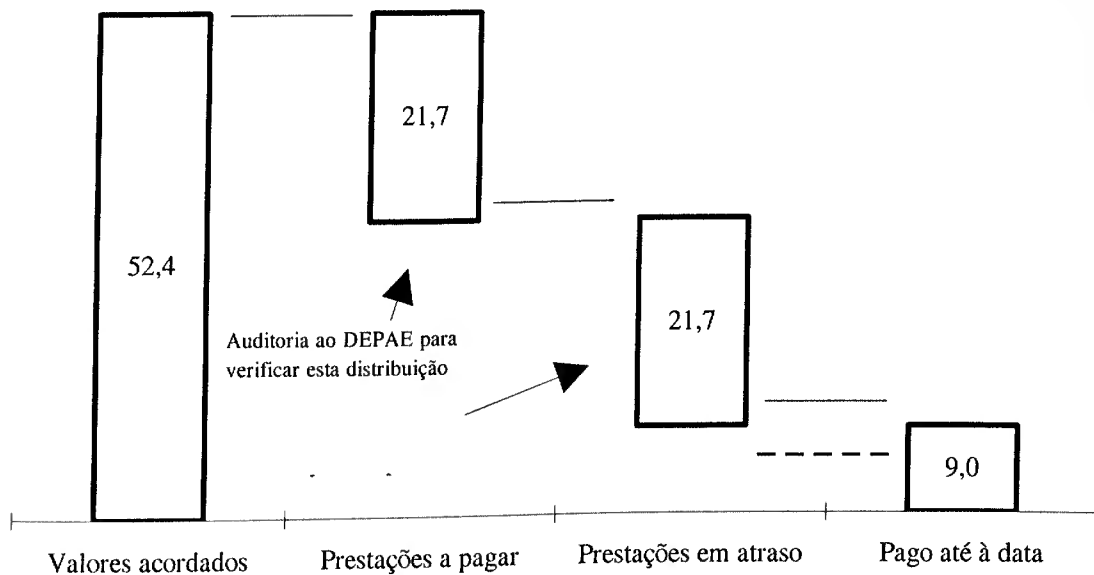 21,7
52,4
21,7
Auditoria ao DEPAE para
verificar esta distribuição
9,0
Valores acordados
Prestações a pagar
Prestações em atraso
Pago até à data